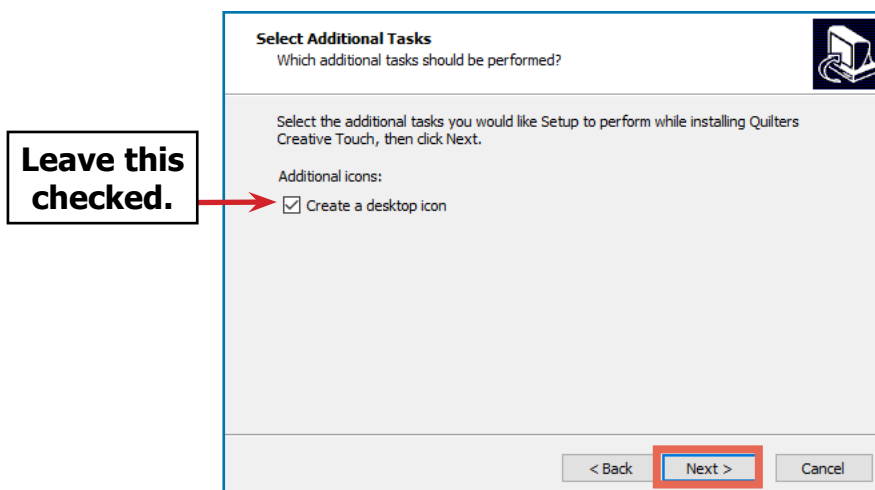 Select Additional Tasks
Which additional tasks should be performed?
Select the additional tasks you would like Setup to perform while installing Quilters
Creative Touch, then click Next.
Leave this
checked.
Additional icons:
Create a desktop icon
< Back
Next >
Cancel